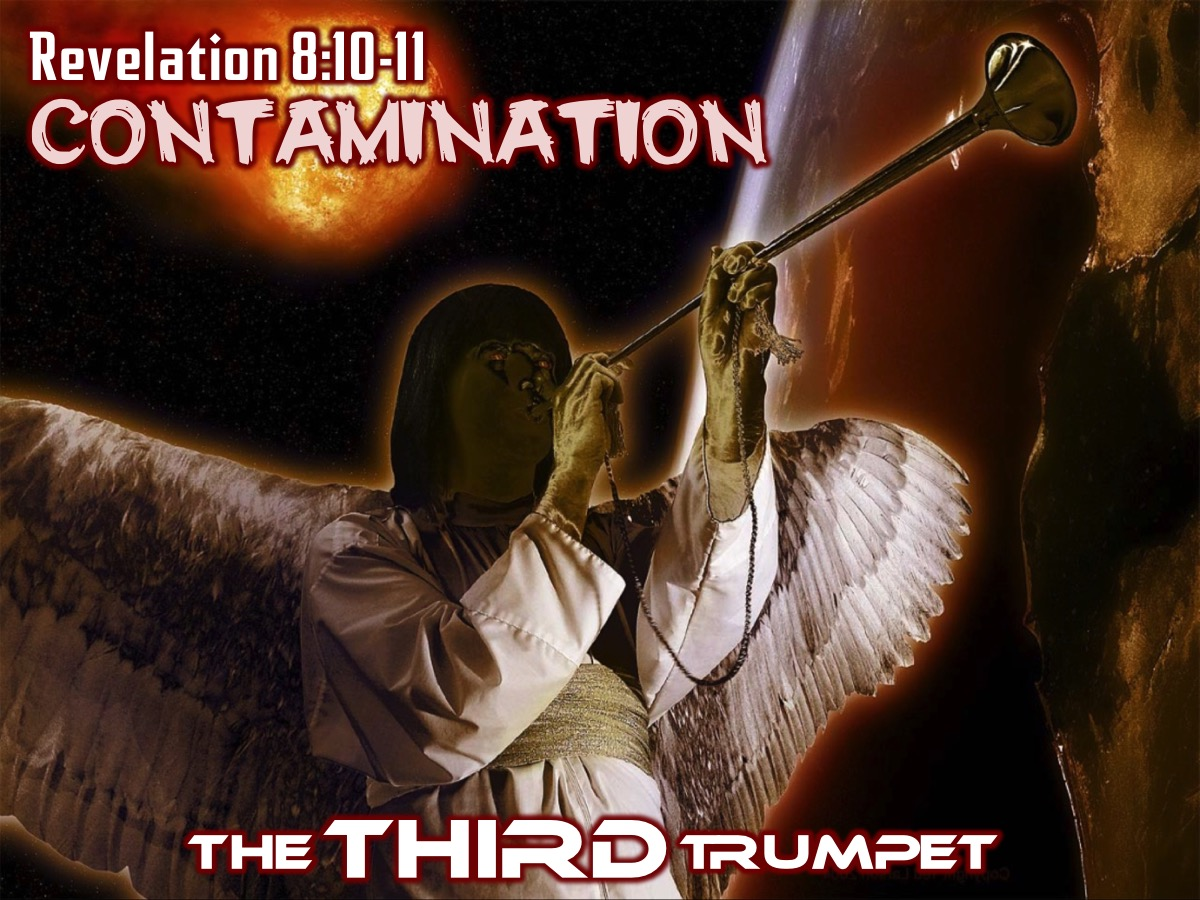 Revelation 8:10-11
CONTAMINATION
THE THIRD TRUMPET